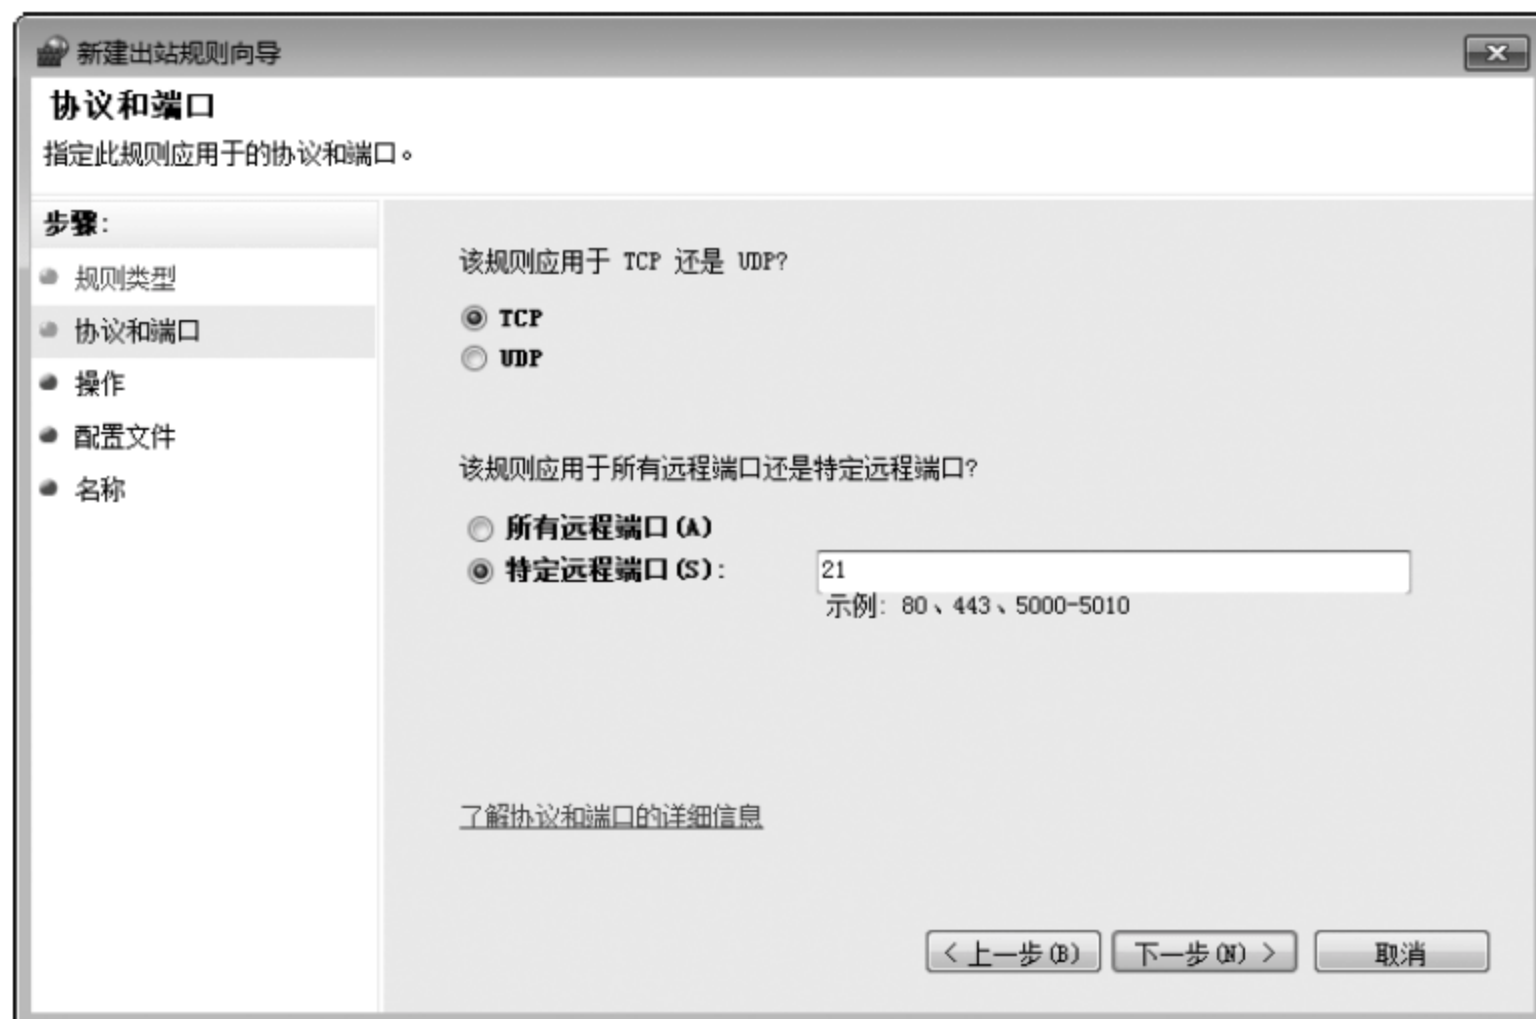 新建出站规则向导
协议和端口
指定此规则应用于的协议和端口。
步骤:
规则类型
协议和端口
操作
配置文件
名称
该规则应用于 TCP 还是 UDP?
TCP
UDP
该规则应用于所有远程端口还是特定远程端口?
所有远程端口(A)
特定远程端口(S): 21
示例: 80、443、5000-5010
了解协议和端口的详细信息
< 上一步(B) 下一步(N) > 取消